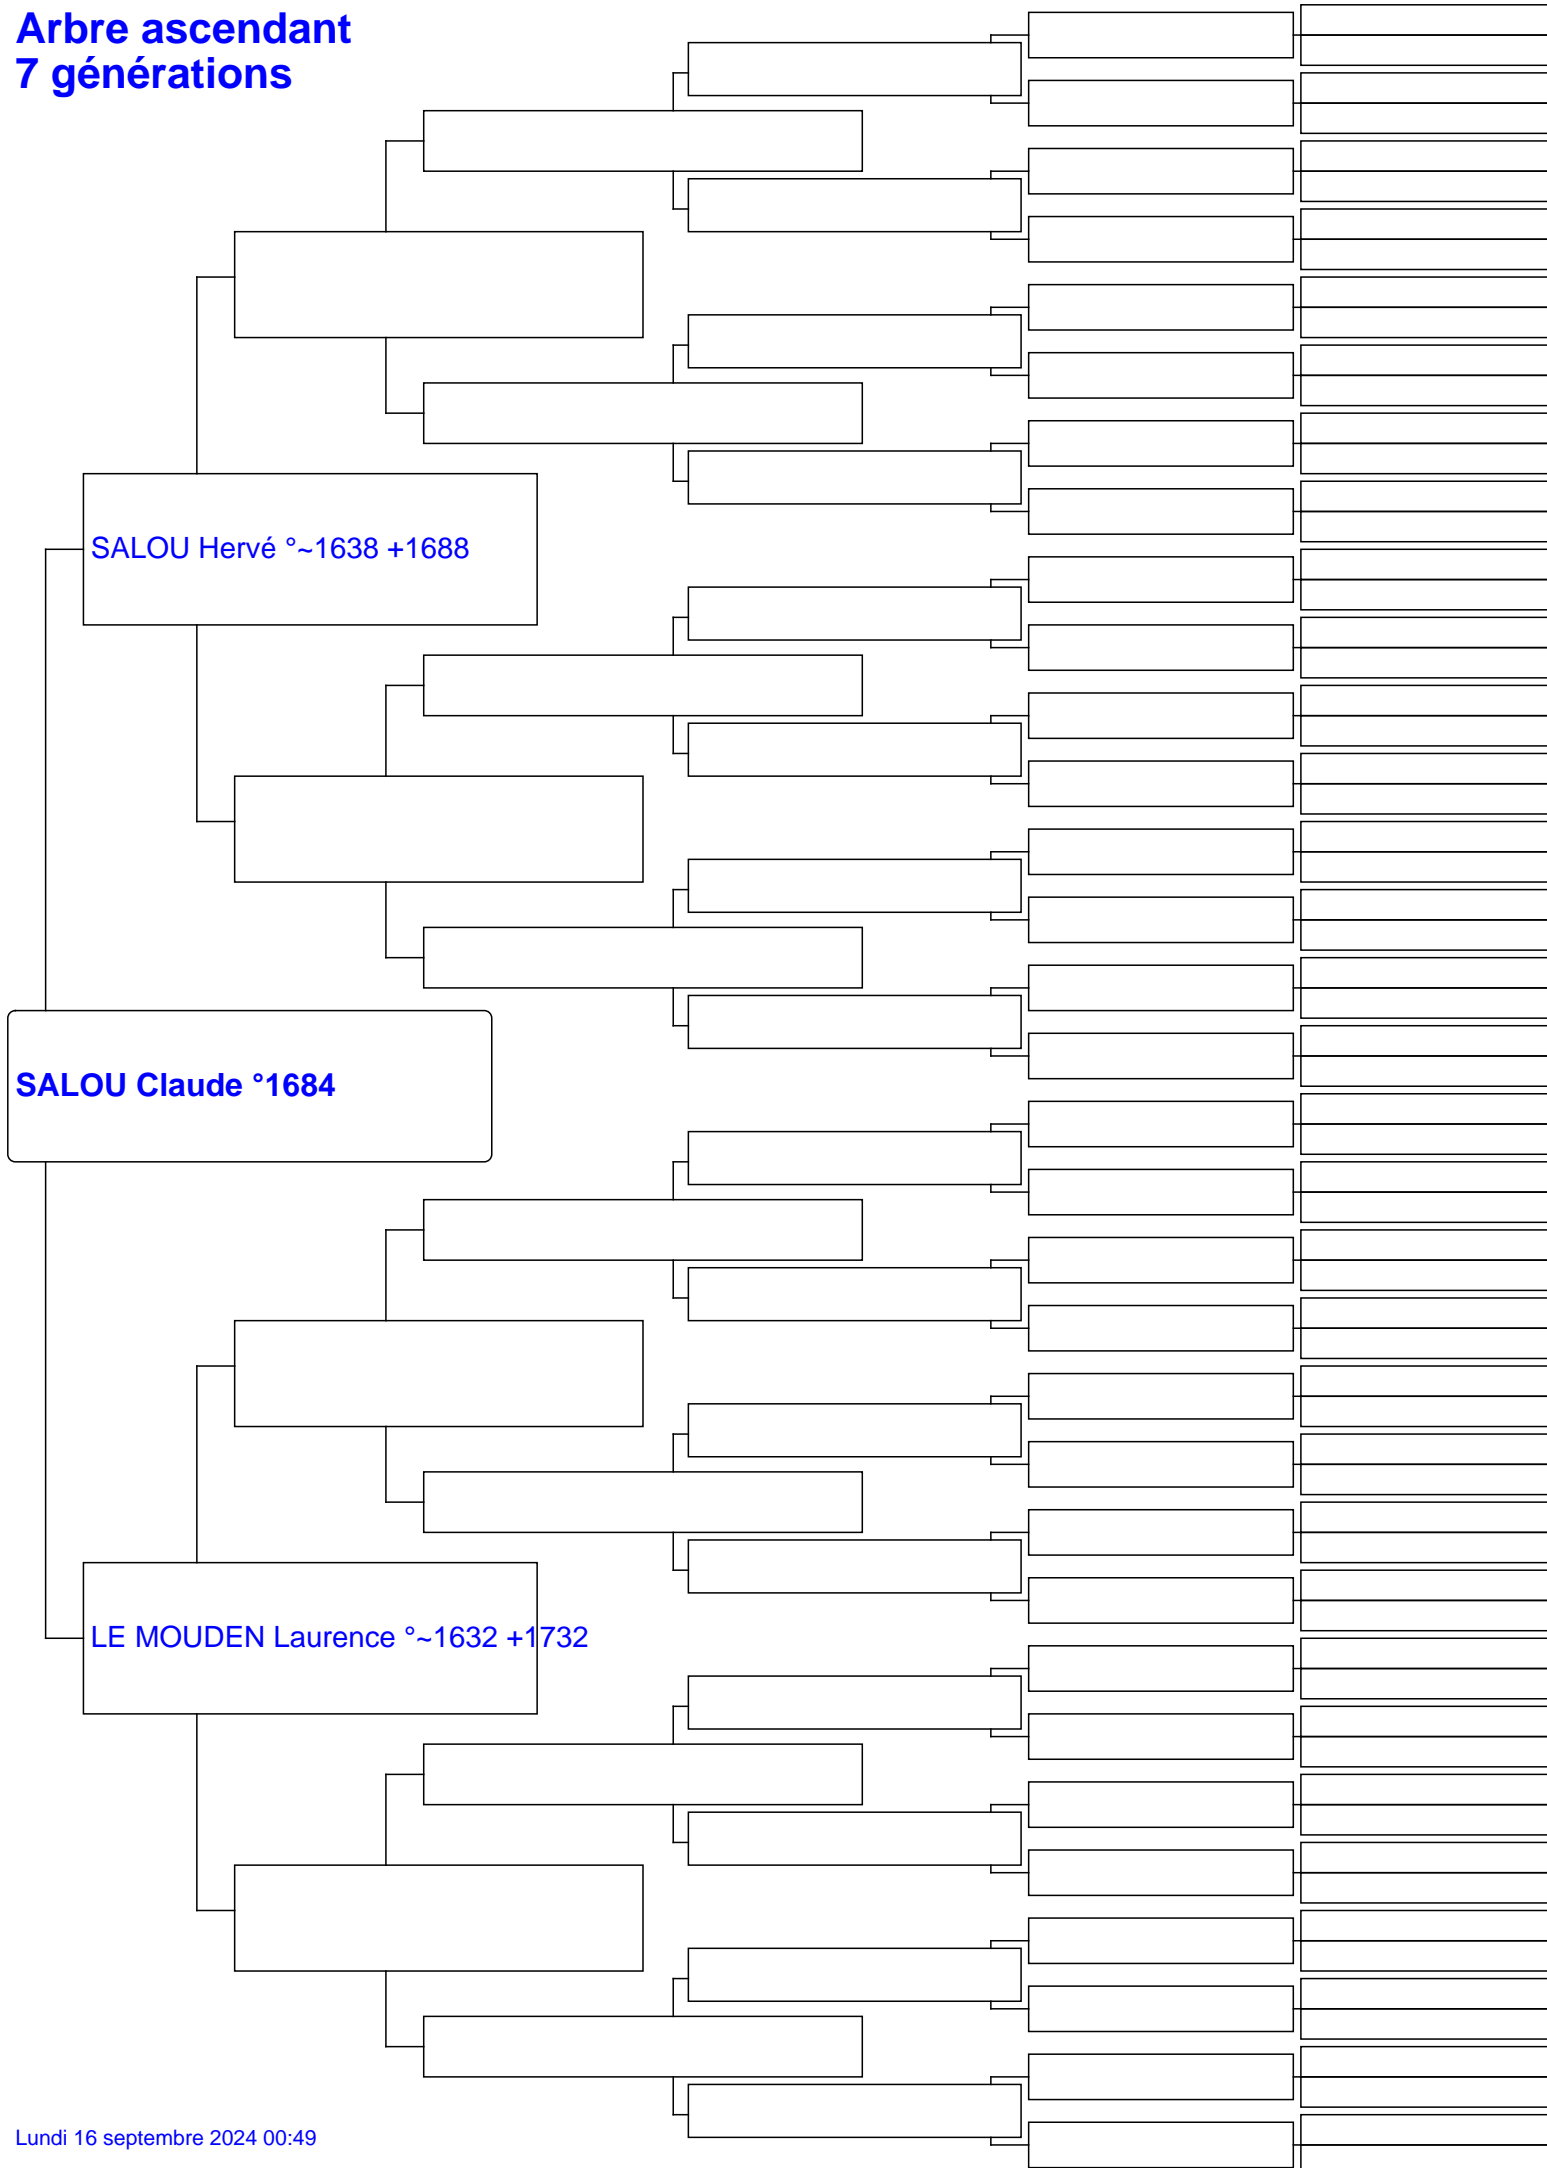 Arbre ascendant
7 générations
SALOU Hervé °~1638 +1688
SALOU Claude °1684
LE MOUDEN Laurence °~1632 +1732
Lundi 16 septembre 2024 00:49